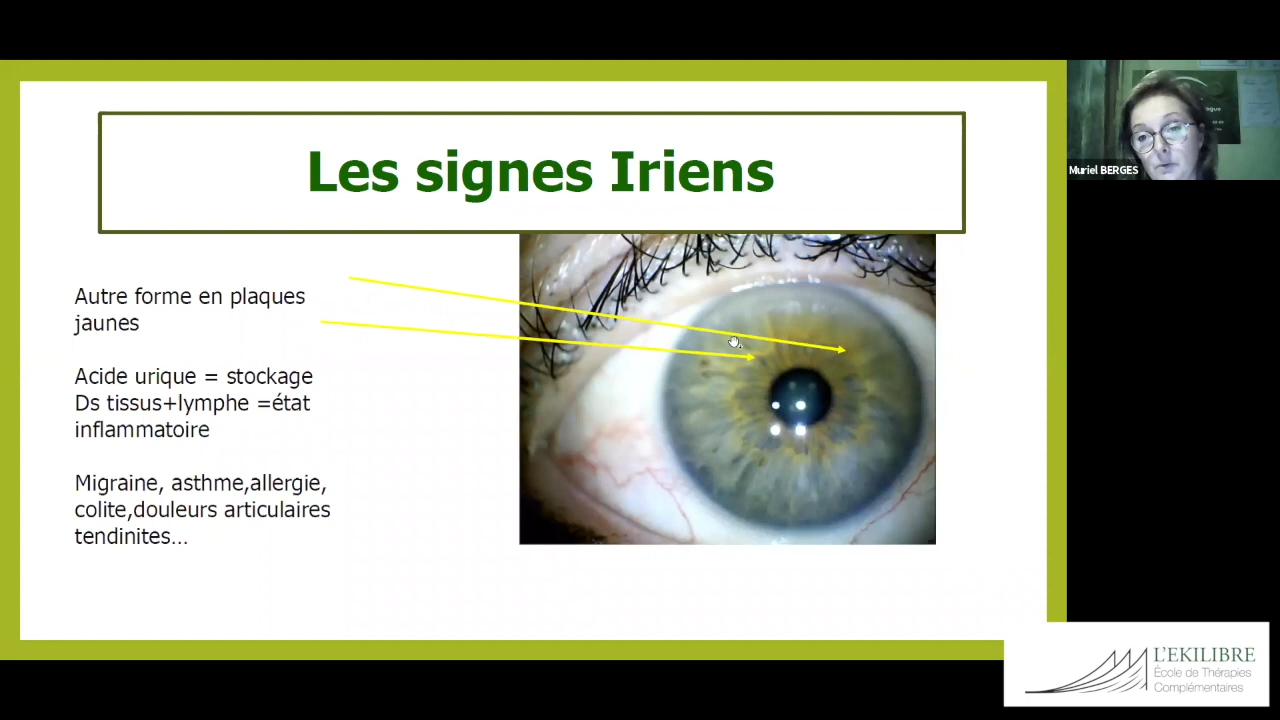 Les signes Iriens
Autre forme en plaques
jaunes
Acide urique = stockage
Ds tissus+lymphe =état
inflammatoire
Migraine, asthme,allergie,
colite,douleurs articulaires
tendinites...
Muriel BERGES
L'EKILIBRE
École de Thérapies
Complémentaires